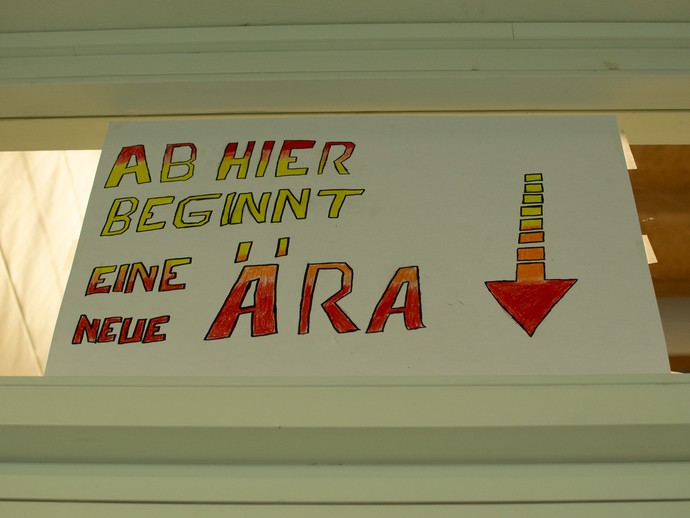 AB HIER
BEGINNT
EINE
NEUE ÄRA